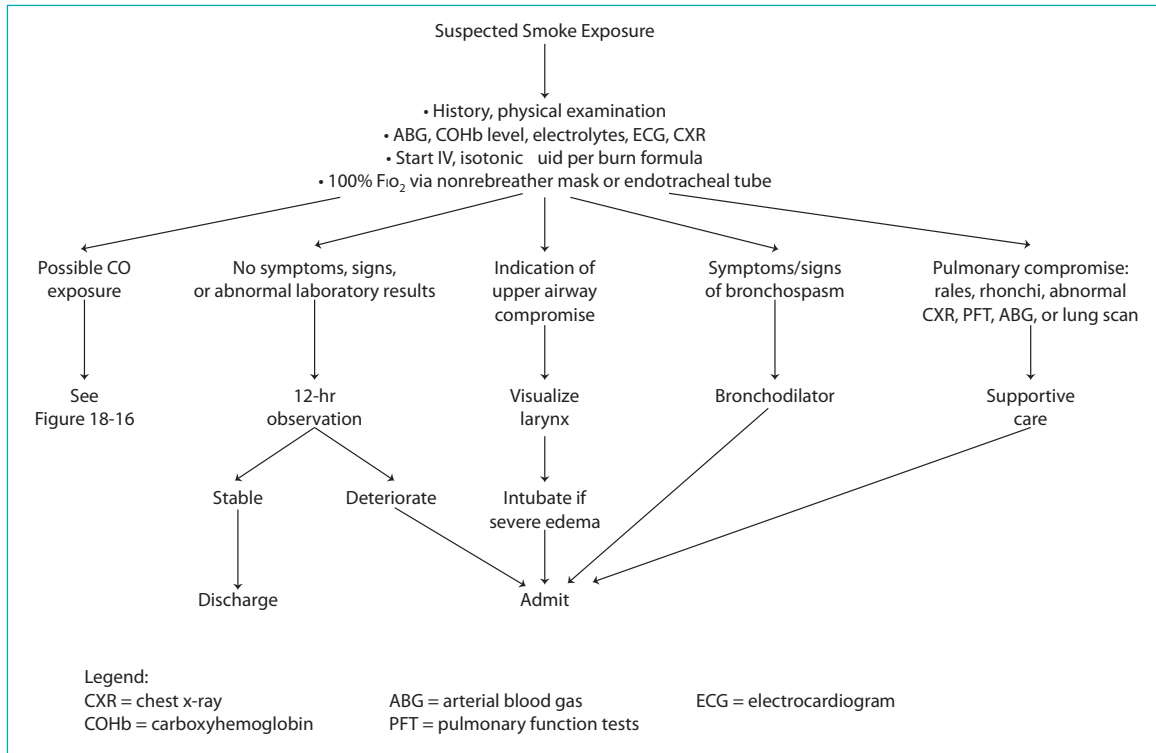 Suspected Smoke Exposure
• History, physical examination
• ABG, COHb level, electrolytes, ECG, CXR
• Start IV, isotonic uid per burn formula
• 100% FIO2 via nonrebreather mask or endotracheal tube
Possible CO
exposure
No symptoms, signs,
or abnormal laboratory results
Indication of
upper airway
compromise
Symptoms/signs
of bronchospasm
Pulmonary compromise:
rales, rhonchi, abnormal
CXR, PFT, ABG, or lung scan
See
Figure 18-16
12-hr
observation
Visualize
larynx
Bronchodilator
Supportive
care
Stable
Deteriorate
Intubate if
severe edema
Discharge
Admit
Legend:
CXR = chest x-ray
ABG = arterial blood gas
ECG = electrocardiogram
COHb = carboxyhemoglobin
PFT = pulmonary function tests